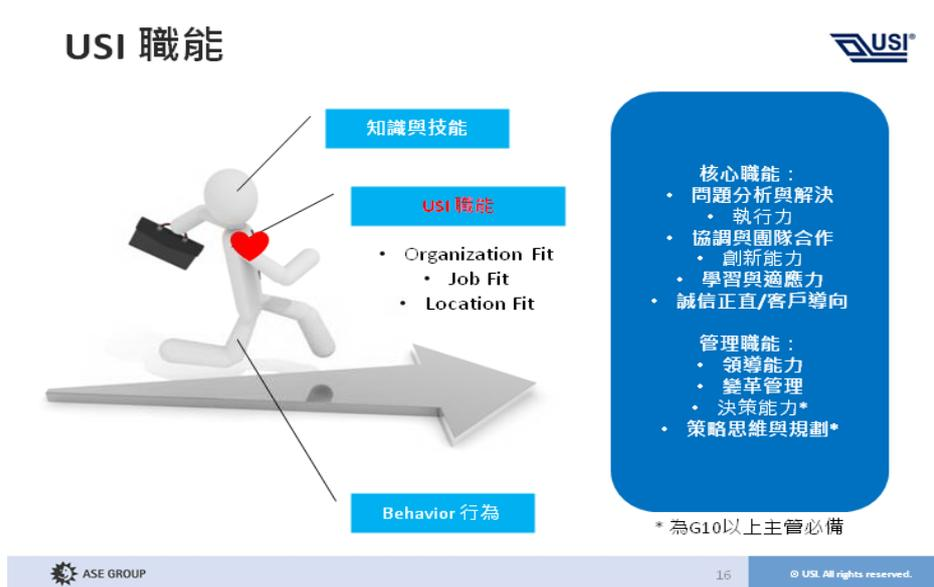 USI 職能
USI®
知識與技能
USI 職能
• Organization Fit
• Job Fit
• Location Fit
Behavior 行為
核心職能：
• 問題分析與解決
• 執行力
• 協調與團隊合作
• 創新能力
• 學習與適應力
• 誠信正直/客戶導向
管理職能：
• 領導能力
• 變革管理
• 決策能力*
• 策略思維與規劃*
* 為G10以上主管必備
ASE GROUP
16
© USI. All rights reserved.